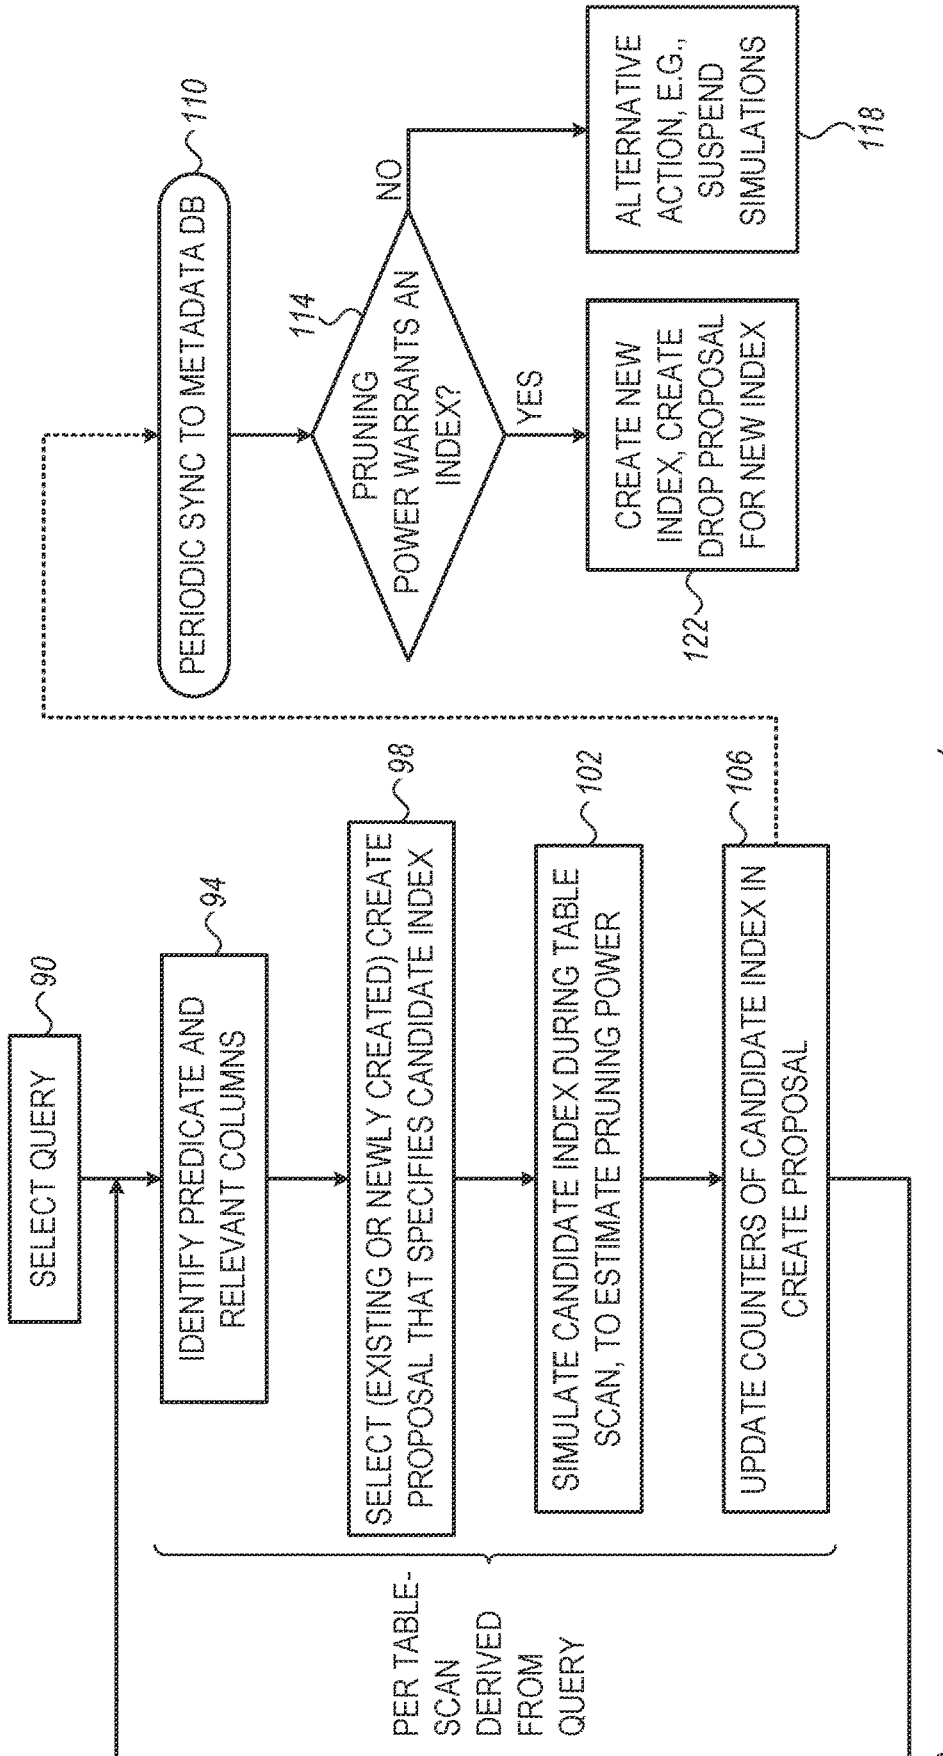 SELECT QUERY
90
IDENTIFY PREDICATE AND
RELEVANT COLUMNS
94
SELECT (EXISTING OR NEWLY CREATED) CREATE
PROPOSAL THAT SPECIFIES CANDIDATE INDEX
98
SIMULATE CANDIDATE INDEX DURING TABLE
SCAN, TO ESTIMATE PRUNING POWER
102
UPDATE COUNTERS OF CANDIDATE INDEX IN
CREATE PROPOSAL
106
PER TABLE-
SCAN
DERIVED
FROM
QUERY
PERIODIC SYNC TO METADATA DB
110
PRUNING
POWER WARRANTS AN
INDEX?
114
NO
YES
CREATE NEW
INDEX, CREATE
DROP PROPOSAL
FOR NEW INDEX
122
ALTERNATIVE
ACTION, E.G.,
SUSPEND
SIMULATIONS
118